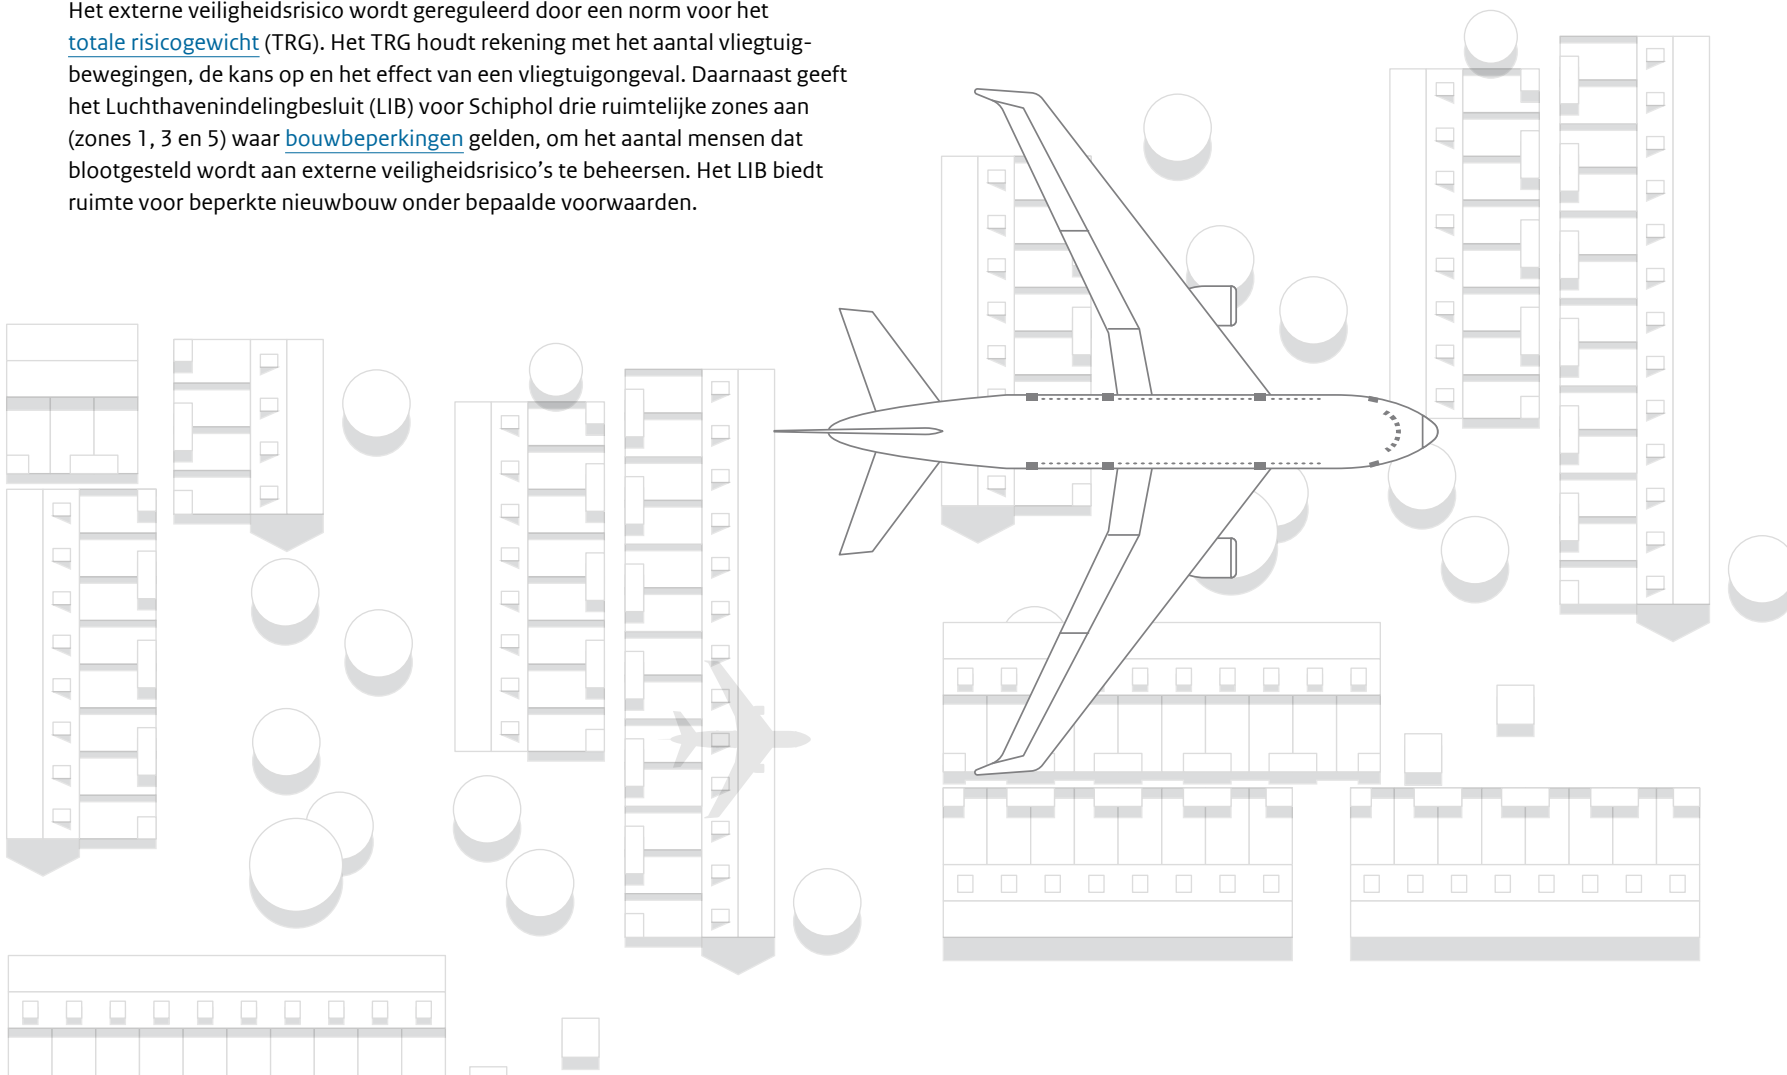 Het externe veiligheidsrisico wordt gereguleerd door een norm voor het
totale risicogewicht (TRG). Het TRG houdt rekening met het aantal vliegtuig-
bewegingen, de kans op en het effect van een vliegtuigongeval. Daarnaast geeft
het Luchthavenindelingbesluit (LIB) voor Schiphol drie ruimtelijke zones aan
(zones 1, 3 en 5) waar bouwbeperkingen gelden, om het aantal mensen dat
blootgesteld wordt aan externe veiligheidsrisico’s te beheersen. Het LIB biedt
ruimte voor beperkte nieuwbouw onder bepaalde voorwaarden.